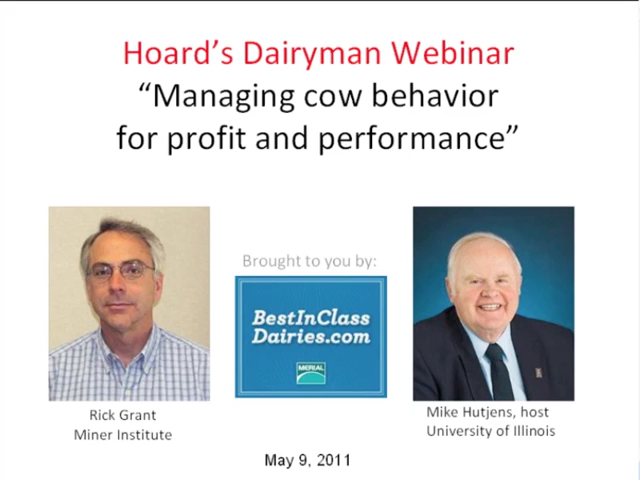 Hoard’s Dairyman Webinar
“Managing cow behavior
for profit and performance”
Brought to you by:
BestInClass
Dairies.com
MERIAL
Rick Grant
Miner Institute
Mike Hutjens, host
University of Illinois
May 9, 2011